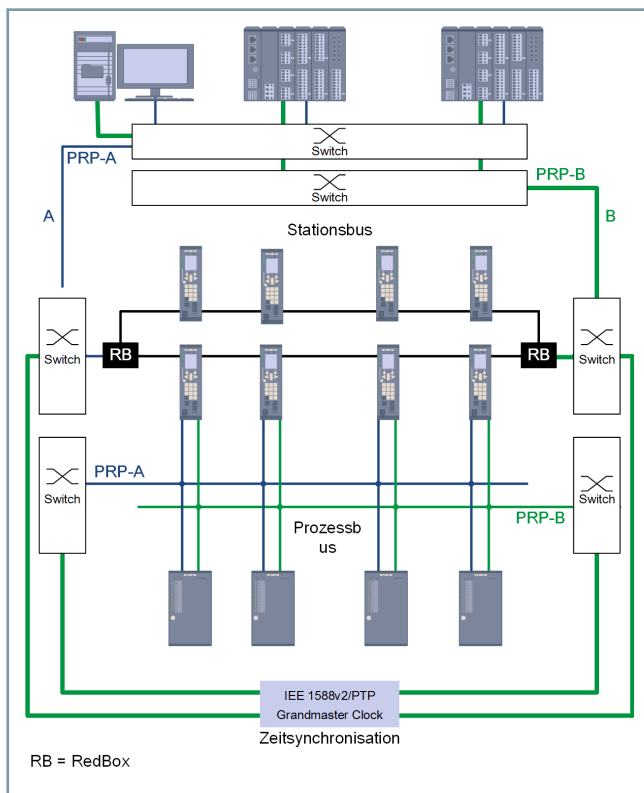 Switch
PRP-A
Switch
PRP-B
A
B
Stationsbus
Switch
RB
RB
Switch
Switch
PRP-A
Switch
PRP-B
Prozessb
us
IEE 1588v2/PTP
Grandmaster Clock
Zeitsynchronisation
RB = RedBox